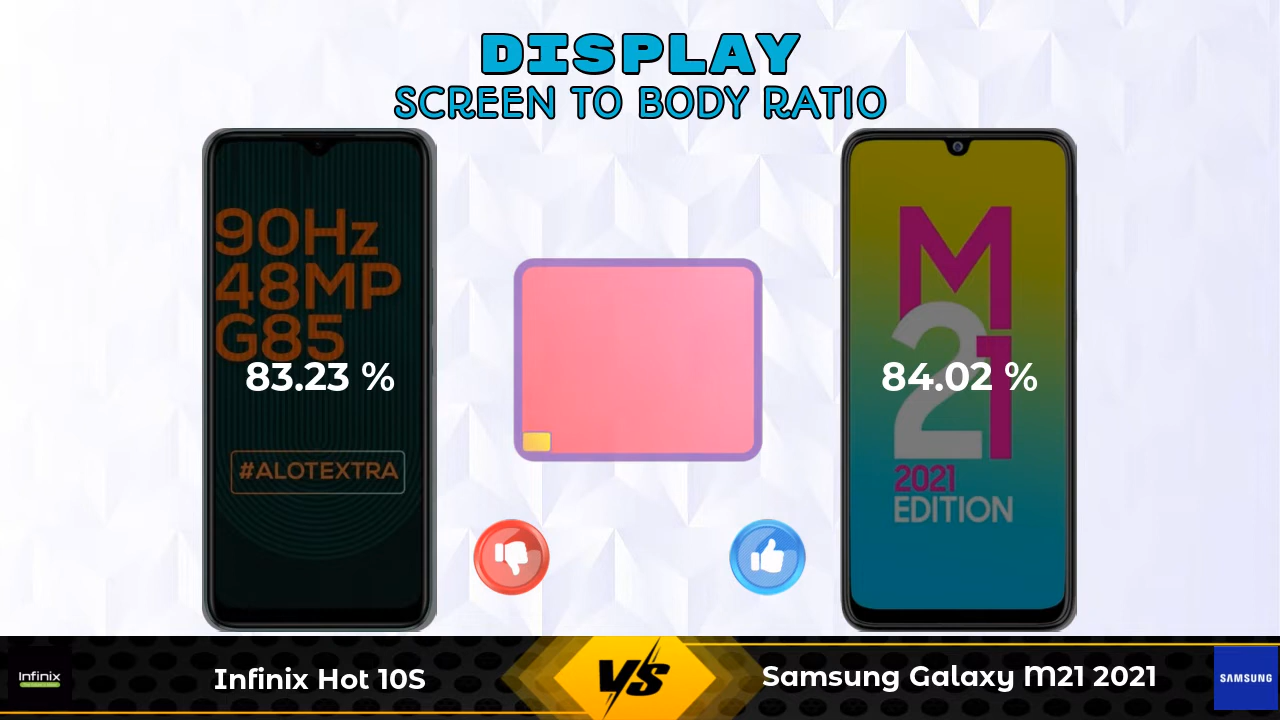 DISPLAY
SCREEN TO BODY RATIO
90Hz
48MP
G85
83.23 %
#ALOTEXTRA
M
21
84.02 %
2021
EDITION
Infinix
Infinix Hot 10S
VS
Samsung Galaxy M21 2021
SAMSUNG